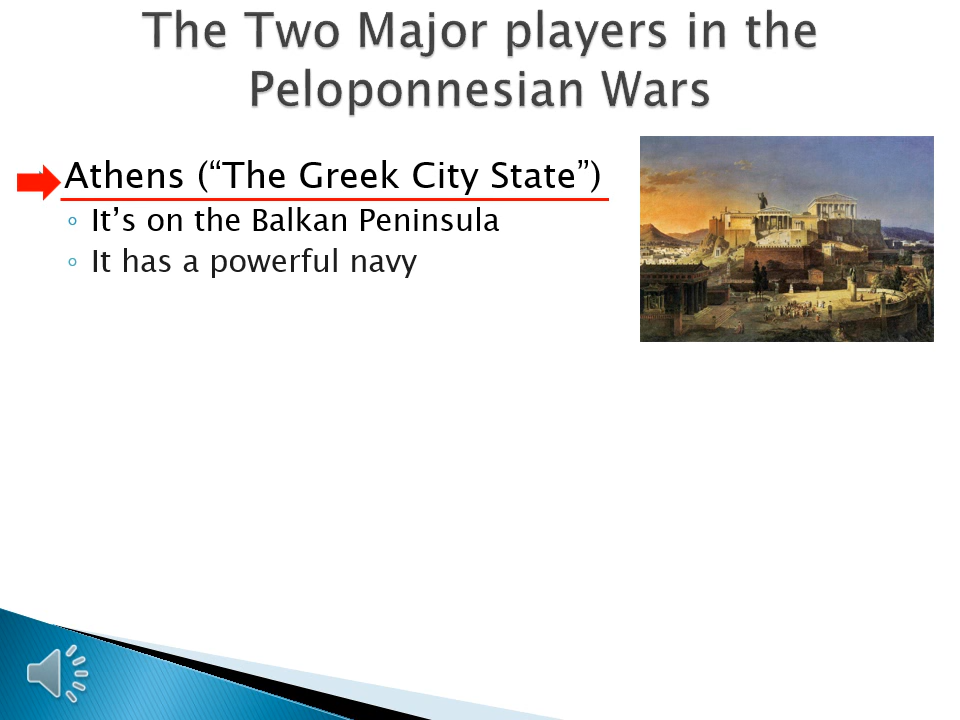 The Two Major players in the
Peloponnesian Wars
Athens (“The Greek City State”)
◦ It’s on the Balkan Peninsula
◦ It has a powerful navy